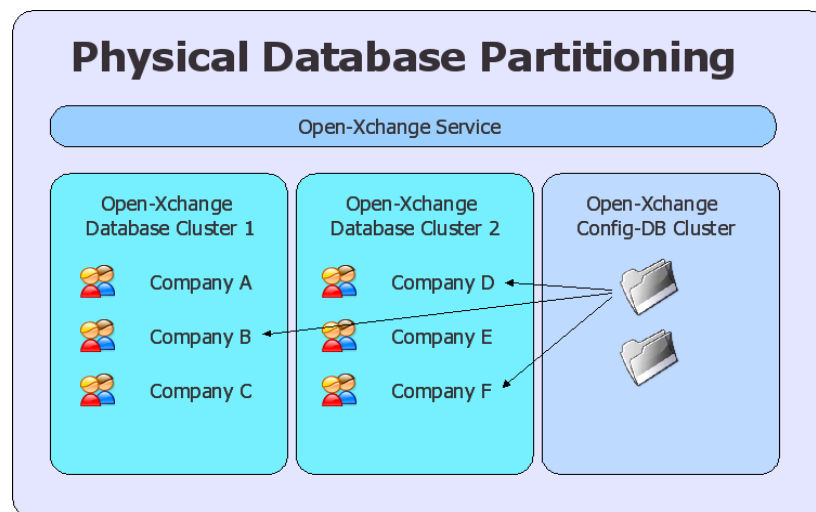 Physical Database Partitioning
Open-Xchange Service
Open-Xchange
Database Cluster 1
Company A
Company B
Company C
Open-Xchange
Database Cluster 2
Company D
Company E
Company F
Open-Xchange
Config-DB Cluster